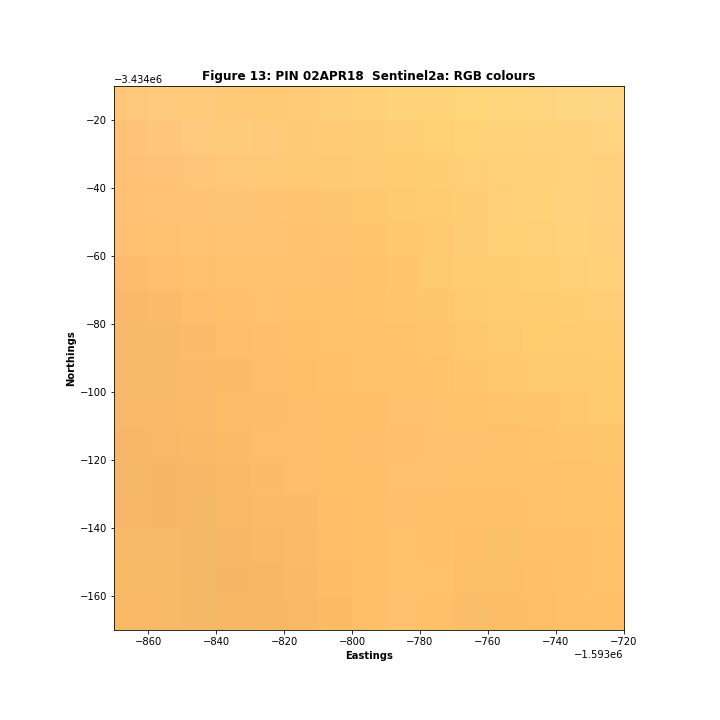 Figure 13: PIN 02APR18  Sentinel2a: RGB colours
−3.434e6
−20
−40
−60
−80
−100
−120
−140
−160
Northings
−860 −840 −820 −800 −780 −760 −740 −720
Eastings
−1.593e6